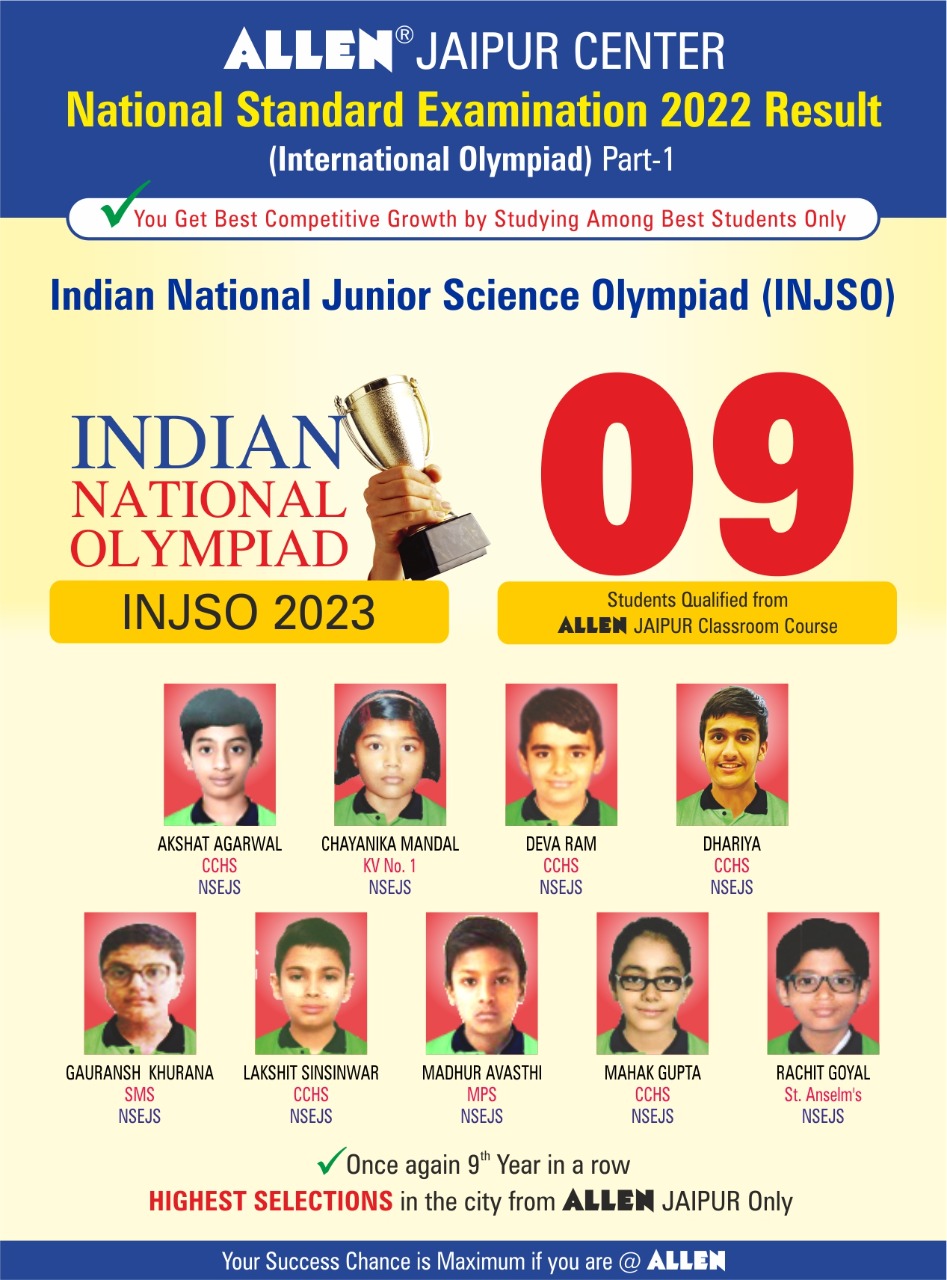 ALLEN® JAIPUR CENTER
National Standard Examination 2022 Result
(International Olympiad) Part-1
You Get Best Competitive Growth by Studying Among Best Students Only
Indian National Junior Science Olympiad (INJSO)
INDIAN
NATIONAL
OLYMPIAD
INJSO 2023
09
Students Qualified from
ALLEN JAIPUR Classroom Course
AKSHAT AGARWAL
CCHS
NSEJS
CHAYANIKA MANDAL
KV No. 1
NSEJS
DEVA RAM
CCHS
NSEJS
DHARIYA
CCHS
NSEJS
GAURANSH KHURANA
SMS
NSEJS
LAKSHIT SINSINWAR
CCHS
NSEJS
MADHUR AVASTHI
MPS
NSEJS
MAHAK GUPTA
CCHS
NSEJS
RACHIT GOYAL
St. Anselm's
NSEJS
Once again 9th Year in a row
HIGHEST SELECTIONS in the city from ALLEN JAIPUR Only
Your Success Chance is Maximum if you are @ ALLEN